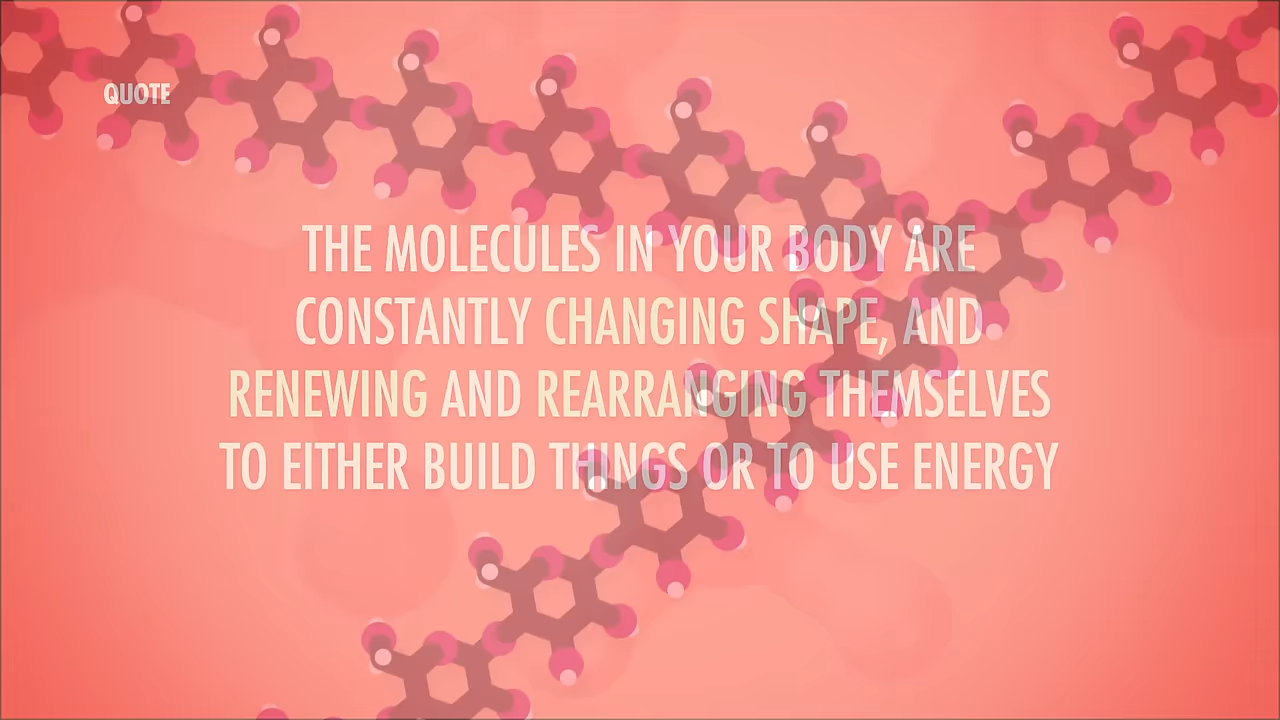 QUOTE
THE MOLECULES IN YOUR BODY ARE
CONSTANTLY CHANGING SHAPE, AND
RENEWING AND REARRANGING THEMSELVES
TO EITHER BUILD THINGS OR TO USE ENERGY